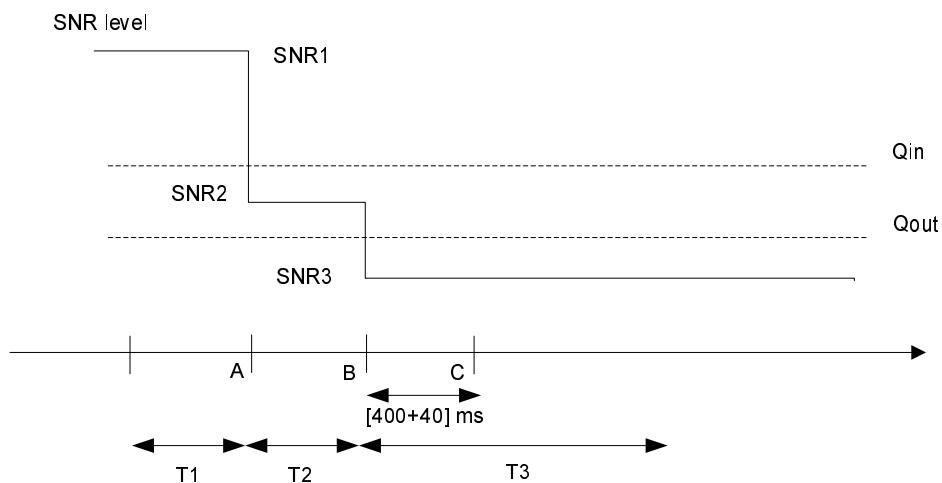 SNR level
SNR1
Qin
SNR2
Qout
SNR3
A
B
C
[400+40] ms
T1
T2
T3